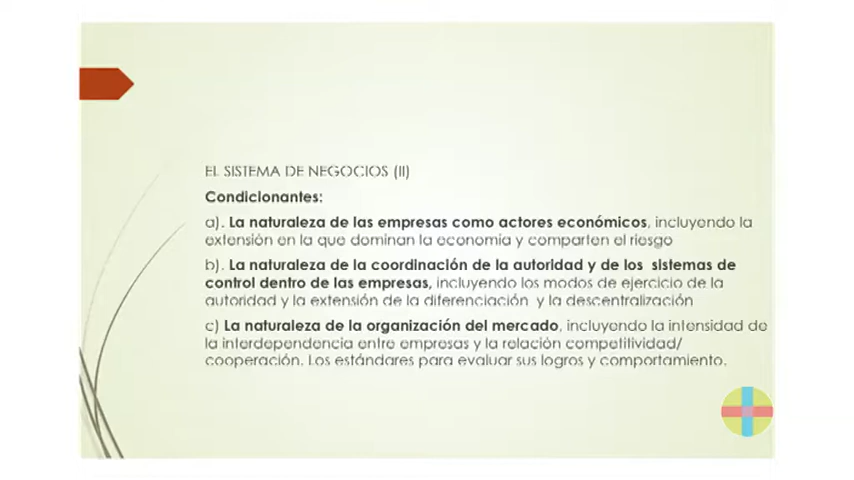 EL SISTEMA DE NEGOCIOS (II)
Condicionantes:
a). La naturaleza de las empresas como actores económicos, incluyendo la
extensión en la que dominan la economía y comparten el riesgo
b). La naturaleza de la coordinación de la autoridad y de los sistemas de
control dentro de las empresas, incluyendo los modos de ejercicio de la
autoridad y la extensión de la diferenciación y la descentralización
c) La naturaleza de la organización del mercado, incluyendo la intensidad de
la interdependencia entre empresas y la relación competitividad/
cooperación. Los estándares para evaluar sus logros y comportamiento.